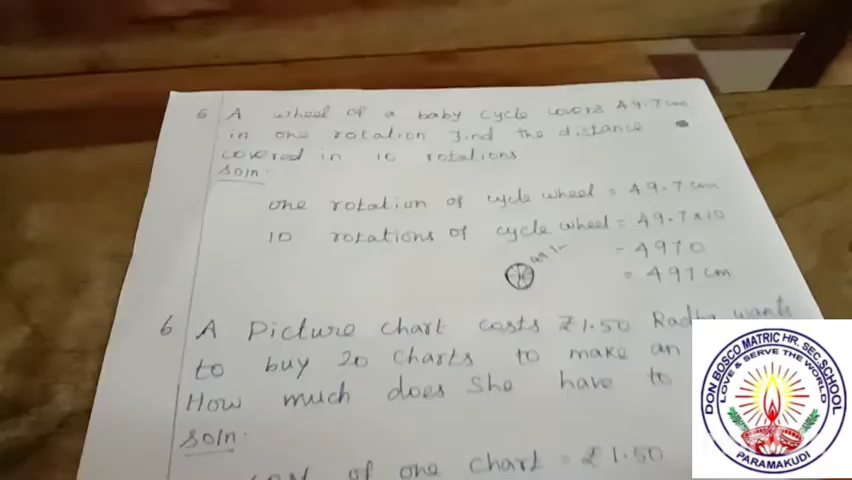 6 A wheel of a baby cycle covers 49.7 cm
in one rotation find the distance
covered in 10 rotations
Soln.
one rotation of cycle wheel = 49.7 cm
10 rotations of cycle wheel = 49.7 x 10
= 4970
= 497 cm
6 A Picture chart costs ₹1.50 Radha wants
to buy 20 charts to make an
How much does she have to
Soln.
cost of one chart = ₹1.50
DON BOSCO MATRIC HR. SEC. SCHOOL
LOVE & SERVE THE WORLD
PARAMAKUDI